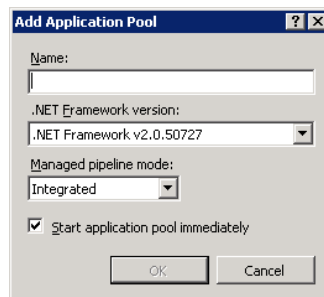 Add Application Pool
Name:
.NET Framework version:
.NET Framework v2.0.50727
Managed pipeline mode:
Integrated
Start application pool immediately
OK
Cancel